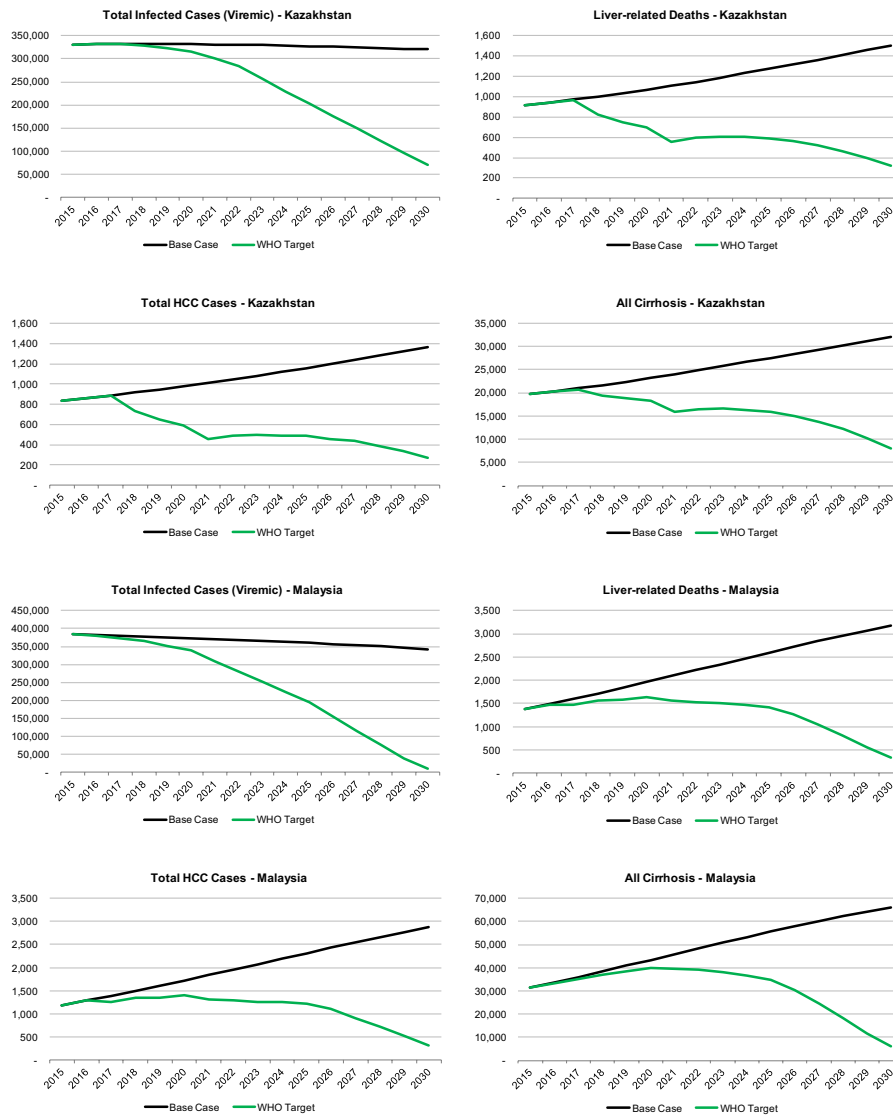 Total Infected Cases (Viremic) - Kazakhstan
350,000
300,000
250,000
200,000
150,000
100,000
50,000
-
2015 2016 2017 2018 2019 2020 2021 2022 2023 2024 2025 2026 2027 2028 2029 2030
Base Case WHO Target
Liver-related Deaths - Kazakhstan
1,600
1,400
1,200
1,000
800
600
400
200
-
2015 2016 2017 2018 2019 2020 2021 2022 2023 2024 2025 2026 2027 2028 2029 2030
Base Case WHO Target
Total HCC Cases - Kazakhstan
1,600
1,400
1,200
1,000
800
600
400
200
-
2015 2016 2017 2018 2019 2020 2021 2022 2023 2024 2025 2026 2027 2028 2029 2030
Base Case WHO Target
All Cirrhosis - Kazakhstan
35,000
30,000
25,000
20,000
15,000
10,000
5,000
-
2015 2016 2017 2018 2019 2020 2021 2022 2023 2024 2025 2026 2027 2028 2029 2030
Base Case WHO Target
Total Infected Cases (Viremic) - Malaysia
450,000
400,000
350,000
300,000
250,000
200,000
150,000
100,000
50,000
-
2015 2016 2017 2018 2019 2020 2021 2022 2023 2024 2025 2026 2027 2028 2029 2030
Base Case WHO Target
Liver-related Deaths - Malaysia
3,500
3,000
2,500
2,000
1,500
1,000
500
-
2015 2016 2017 2018 2019 2020 2021 2022 2023 2024 2025 2026 2027 2028 2029 2030
Base Case WHO Target
Total HCC Cases - Malaysia
3,500
3,000
2,500
2,000
1,500
1,000
500
-
2015 2016 2017 2018 2019 2020 2021 2022 2023 2024 2025 2026 2027 2028 2029 2030
Base Case WHO Target
All Cirrhosis - Malaysia
70,000
60,000
50,000
40,000
30,000
20,000
10,000
-
2015 2016 2017 2018 2019 2020 2021 2022 2023 2024 2025 2026 2027 2028 2029 2030
Base Case WHO Target